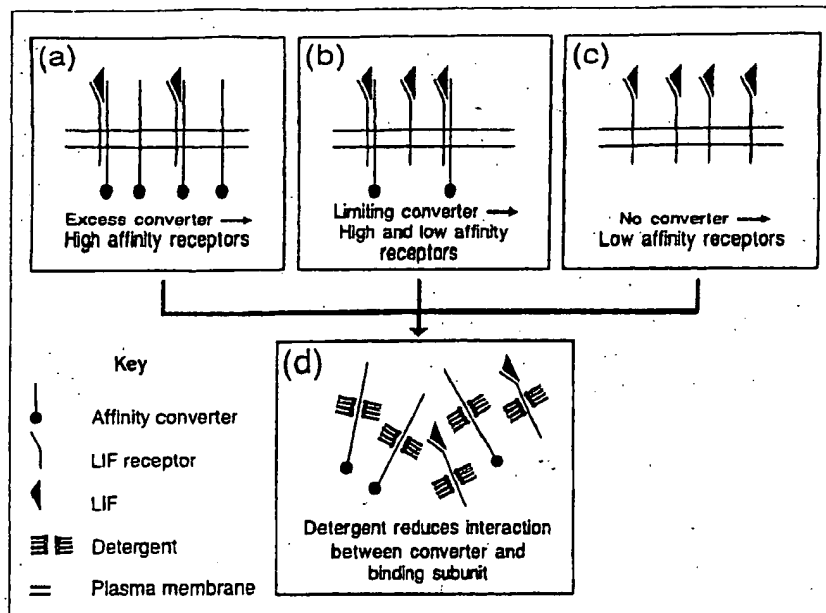 (a)
Excess converter
High affinity receptors
(b)
Limiting converter
High and low affinity
receptors
(c)
No converter
Low affinity receptors
Key
Affinity converter
LIF receptor
LIF
Detergent
Plasma membrane
(d)
Detergent reduces interaction
between converter and
binding subunit